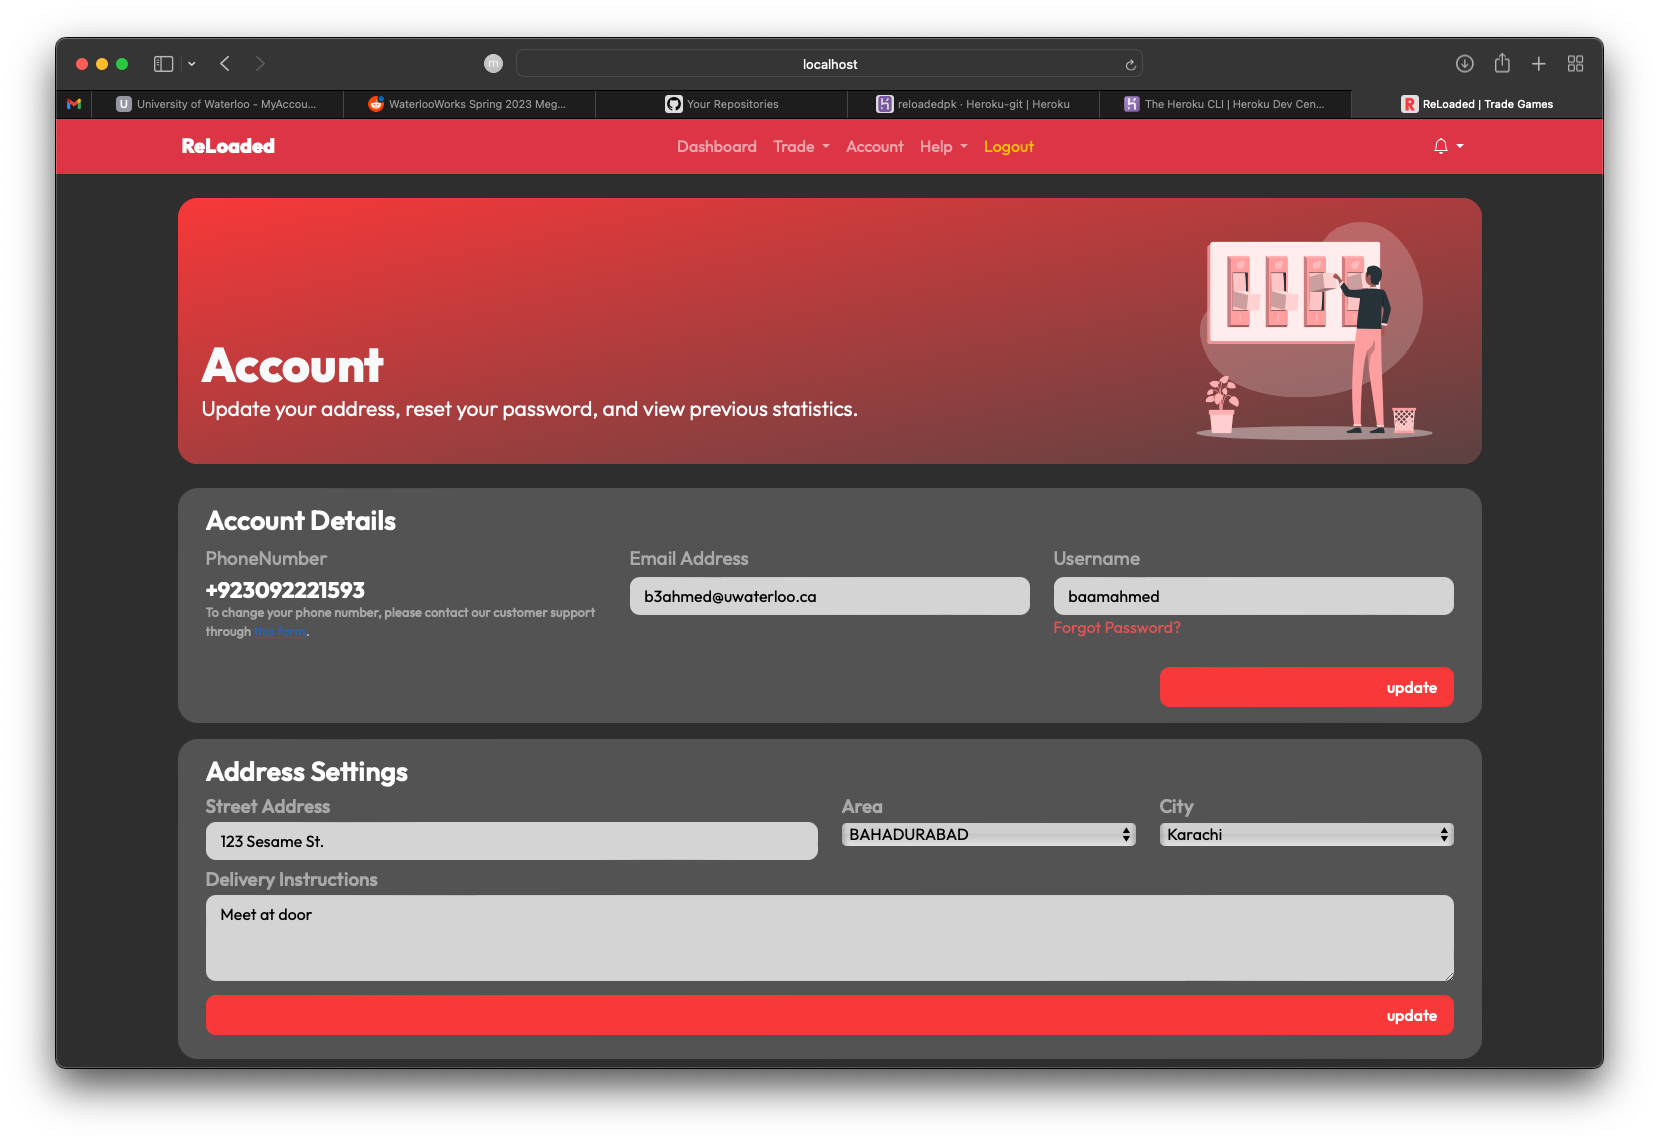 localhost
m
U University of Waterloo - MyAccou...
WaterlooWorks Spring 2023 Meg...
Your Repositories
reloadedpk · Heroku-git | Heroku
The Heroku CLI | Heroku Dev Cen...
R ReLoaded | Trade Games
ReLoaded
Dashboard Trade Account Help Logout
Account
Update your address, reset your password, and view previous statistics.
Account Details
PhoneNumber
+923092221593
To change your phone number, please contact our customer support
through this form.
Email Address
b3ahmed@uwaterloo.ca
Username
baamahmed
Forgot Password?
update
Address Settings
Street Address
123 Sesame St.
Area
BAHADURABAD
City
Karachi
Delivery Instructions
Meet at door
update